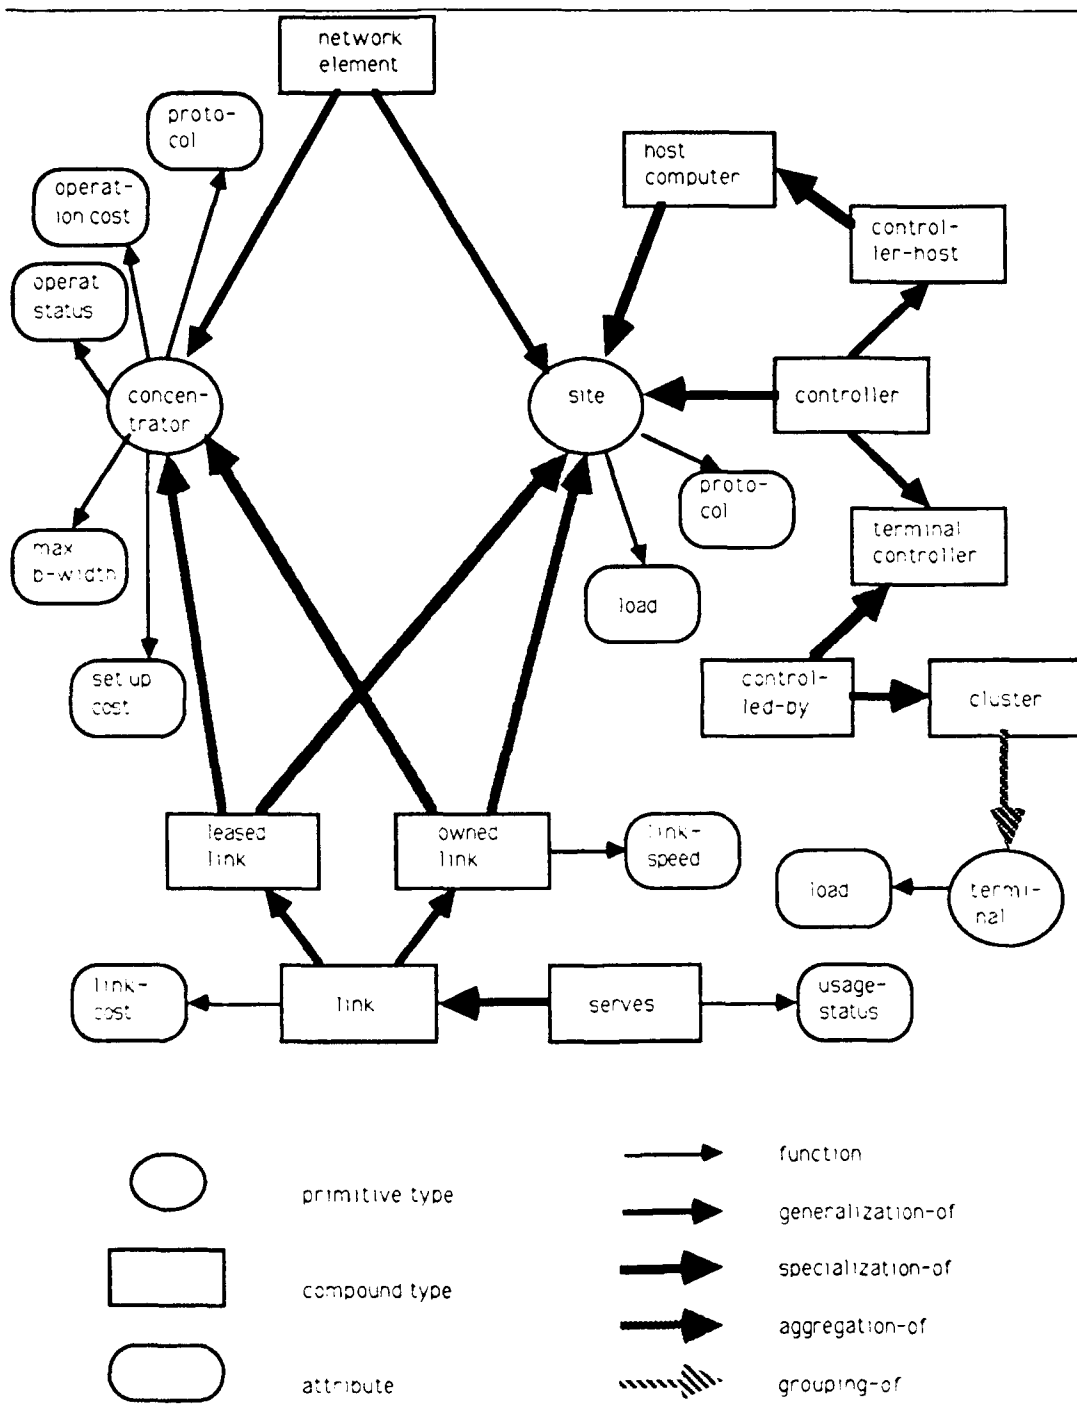 network
element
proto-
col
host
computer
operat-
ion cost
control-
ler-host
operat
status
concen-
trator
site
controller
proto-
col
terminal
controller
max
b-width
load
set up
cost
control-
led-by
cluster
leased
link
owned
link
link-
speed
load
termi-
nal
link-
cost
link
serves
usage-
status
function
primitive type
generalization-of
specialization-of
compound type
aggregation-of
attribute
grouping-of